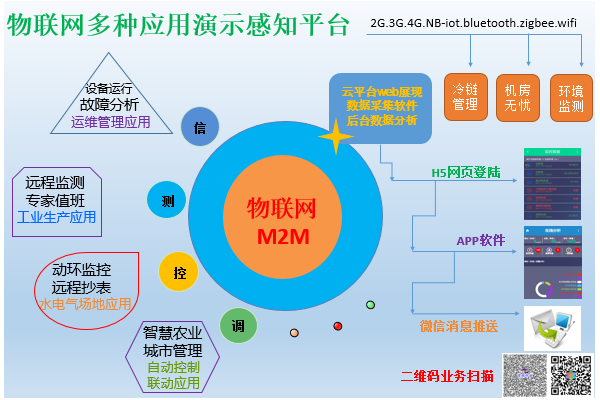 物联网多种应用演示感知平台
2G.3G.4G.NB-iot.bluetooth.zigbee.wifi
设备运行
故障分析
运维管理应用
信
云平台web展现
数据采集软件
后台数据分析
冷链
管理
机房
无忧
环境
监测
远程监测
专家值班
工业生产应用
测
物联网
M2M
H5网页登陆
动环监控
远程抄表
水电气场地应用
控
APP软件
智慧农业
城市管理
自动控制
联动应用
调
微信消息推送
二维码业务扫描